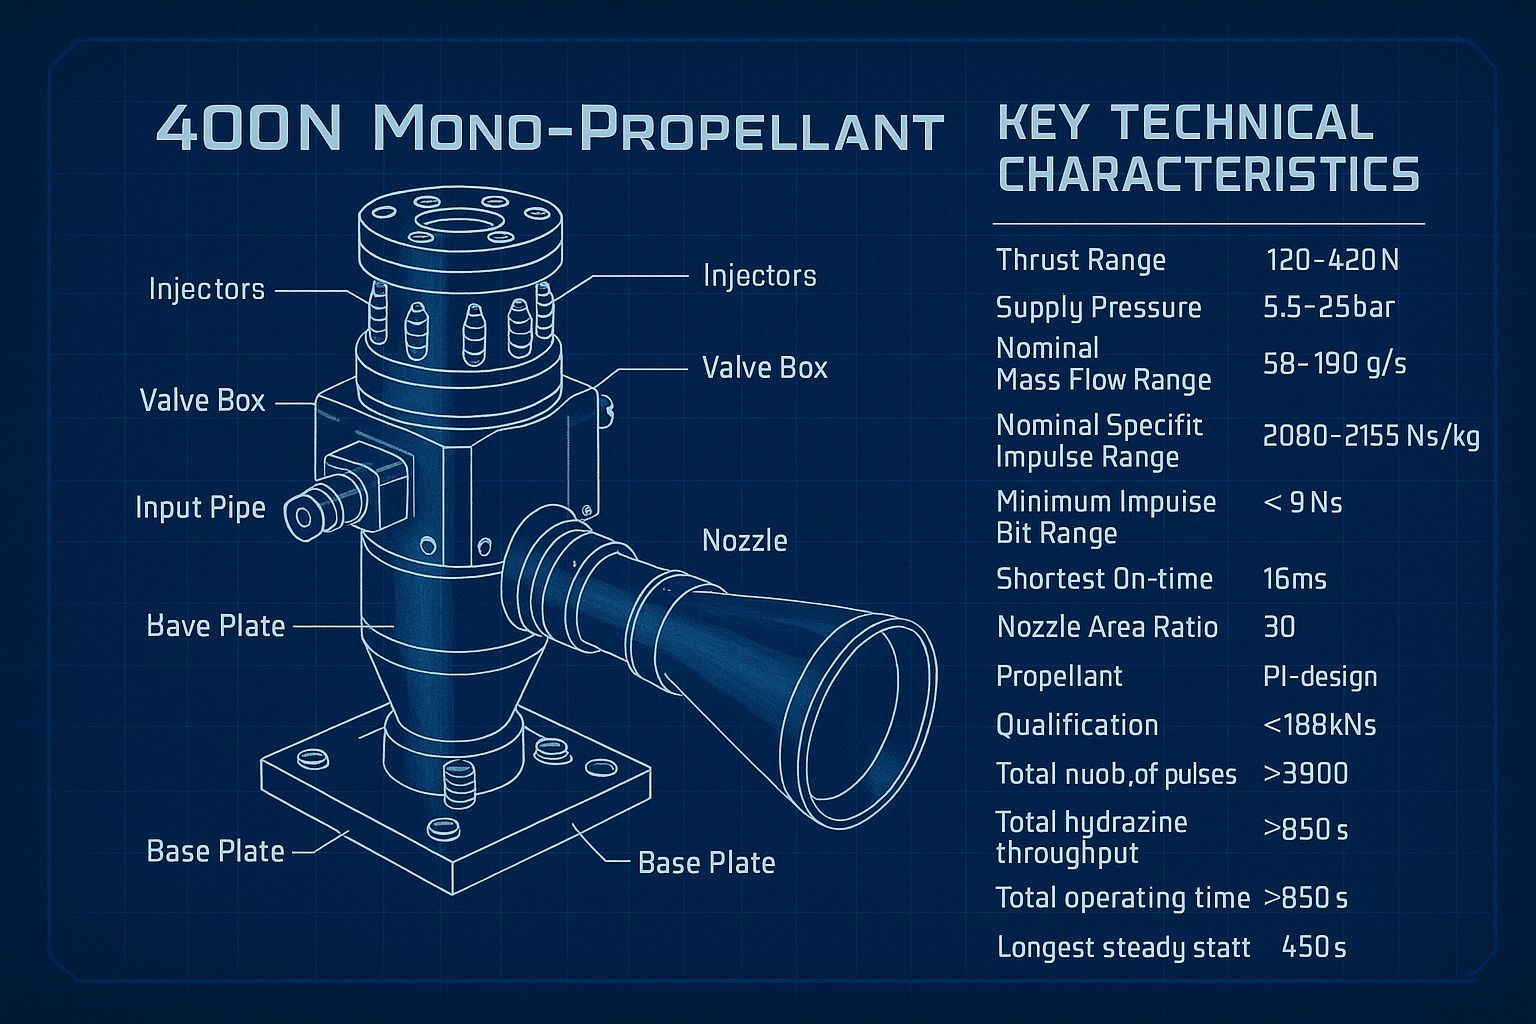 400N Mono-Propellant
Injectors
Injectors
Valve Box
Valve Box
Input Pipe
Nozzle
Bave Plate
Base Plate
Base Plate
KEY TECHNICAL
CHARACTERISTICS
Thrust Range 120-420 N
Supply Pressure 5.5-25bar
Nominal
Mass Flow Range 58-190 g/s
Nominal Specifit
Impulse Range 2080-2155 Ns/kg
Minimum Impuise
Bit Range < 9 Ns
Shortest On-time 16ms
Nozzle Area Ratio 30
Propellant PI-design
Qualification <188kNs
Total nuob,of pulses >3900
Total hydrazine
throughput >850 s
Total operating time >850 s
Longest steady statt 450 s